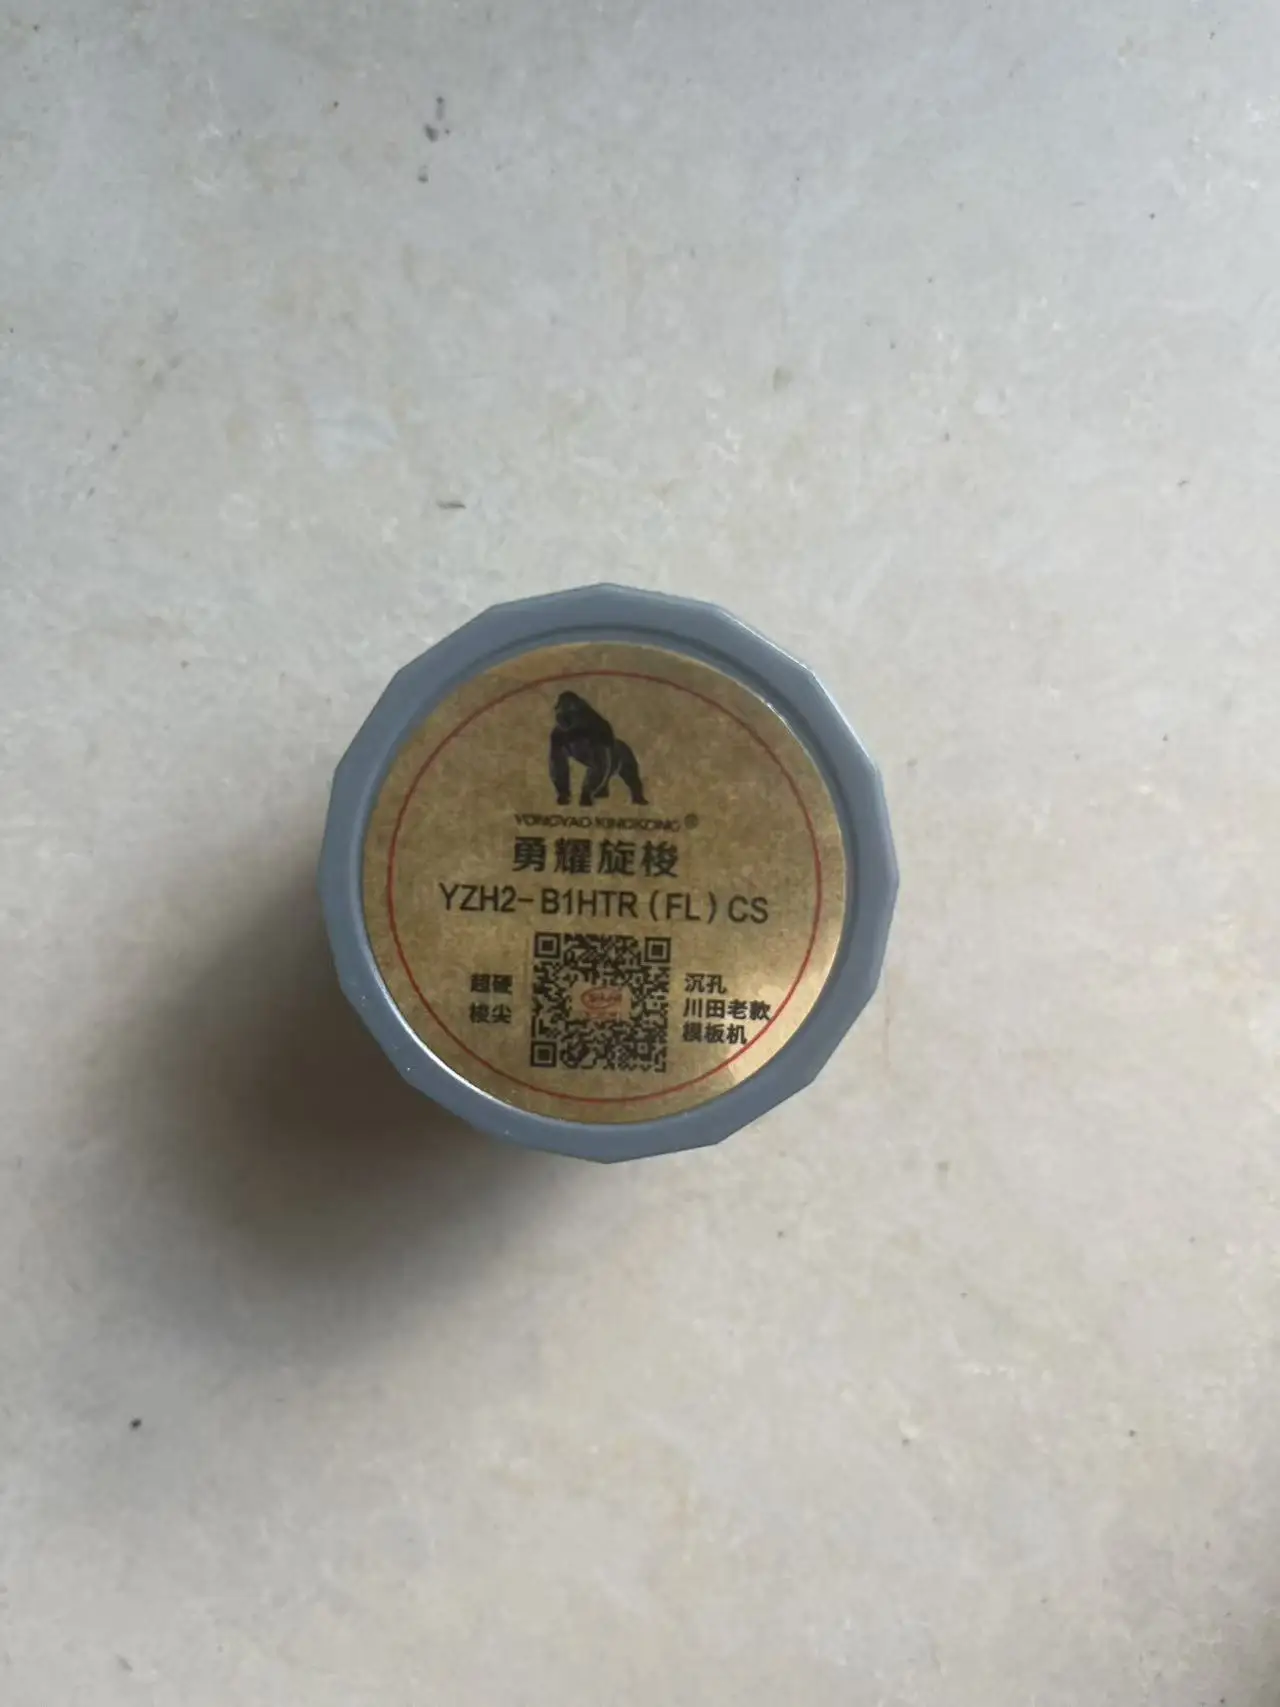 YONGYAO KINGKONG®
勇耀旋梭
YZH2-B1HTR(FL)CS
超硬
梭尖
沉孔
川田老款
模板机